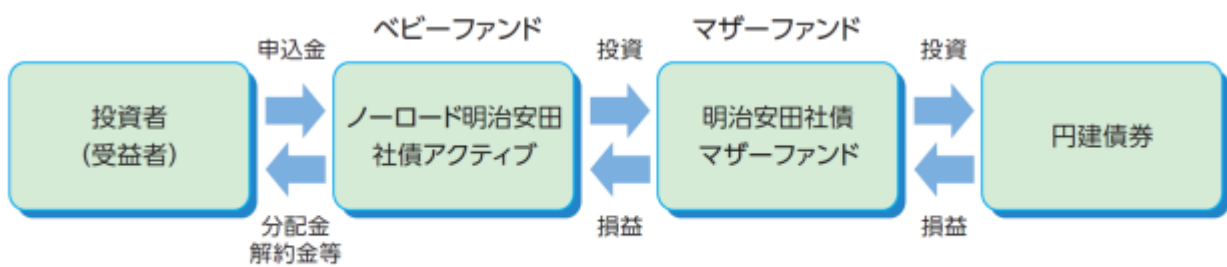 ベビーファンド
マザーファンド
申込金
投資
投資
投資者
(受益者)
ノーロード明治安田
社債アクティブ
明治安田社債
マザーファンド
円建債券
分配金
解約金等
損益
損益